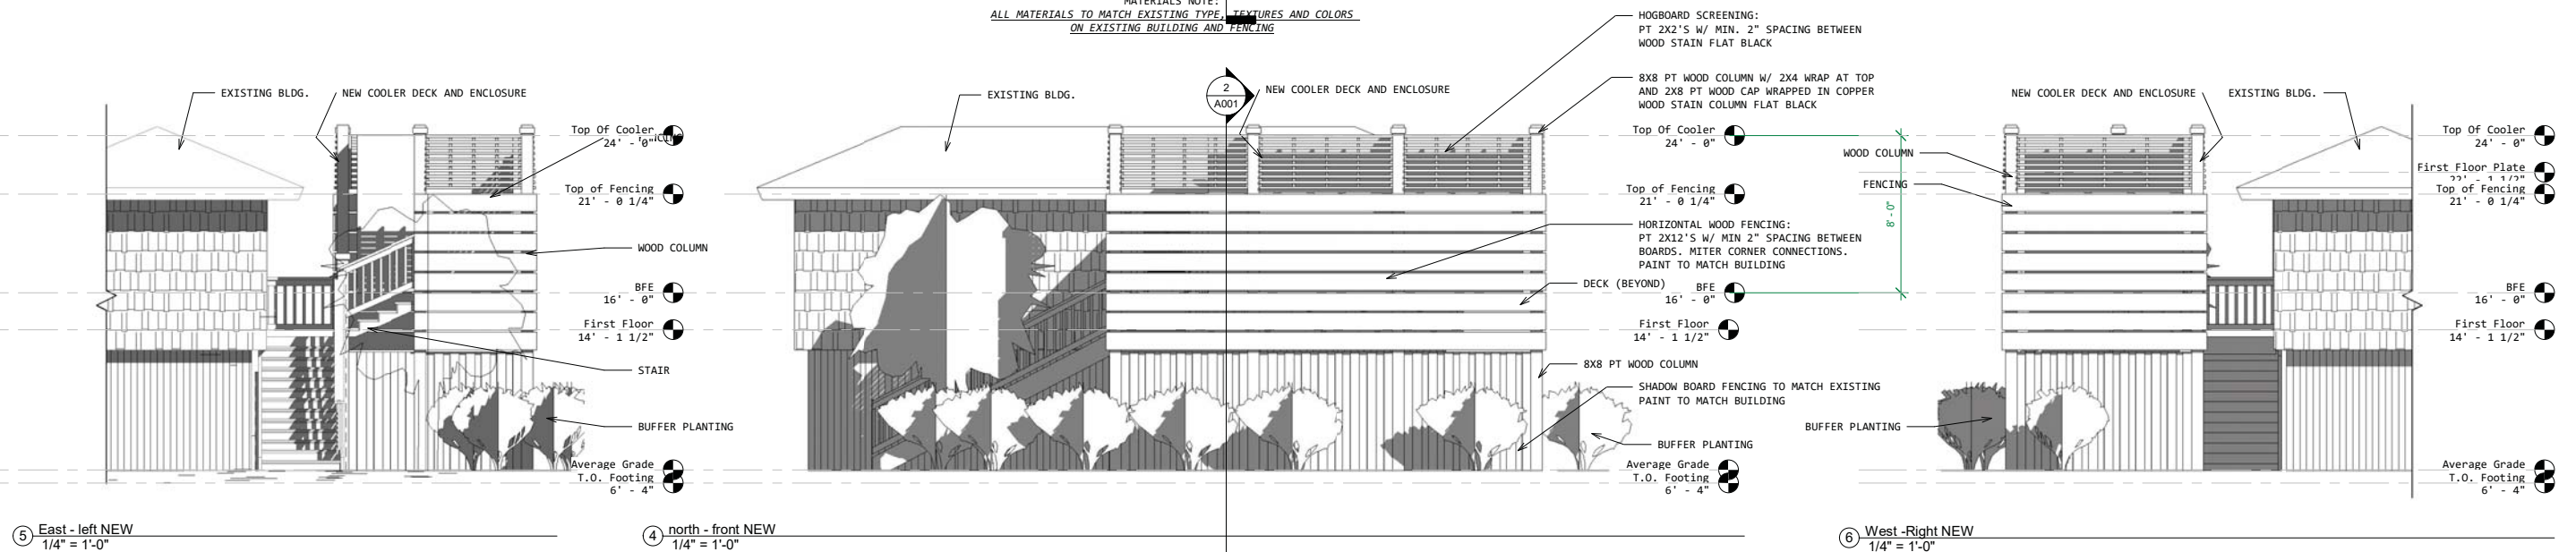 MATERIALS NOTE:
ALL MATERIALS TO MATCH EXISTING TYPE, TEXTURES AND COLORS
ON EXISTING BUILDING AND FENCING
EXISTING BLDG.
NEW COOLER DECK AND ENCLOSURE
Top Of Cooler
24' - 0"
Top of Fencing
21' - 0 1/4"
WOOD COLUMN
BFE
16' - 0"
First Floor
14' - 1 1/2"
STAIR
BUFFER PLANTING
Average Grade
T.O. Footing
6' - 4"
5
East - left NEW
1/4" = 1'-0"
EXISTING BLDG.
2
A001
NEW COOLER DECK AND ENCLOSURE
HOGBOARD SCREENING:
PT 2X2'S W/ MIN. 2" SPACING BETWEEN
WOOD STAIN FLAT BLACK
8X8 PT WOOD COLUMN W/ 2X4 WRAP AT TOP
AND 2X8 PT WOOD CAP WRAPPED IN COPPER
WOOD STAIN COLUMN FLAT BLACK
Top Of Cooler
24' - 0"
Top of Fencing
21' - 0 1/4"
HORIZONTAL WOOD FENCING:
PT 2X12'S W/ MIN 2" SPACING BETWEEN
BOARDS. MITER CORNER CONNECTIONS.
PAINT TO MATCH BUILDING
DECK (BEYOND)
BFE
16' - 0"
First Floor
14' - 1 1/2"
8X8 PT WOOD COLUMN
SHADOW BOARD FENCING TO MATCH EXISTING
PAINT TO MATCH BUILDING
BUFFER PLANTING
Average Grade
T.O. Footing
6' - 4"
8' - 0"
4
north - front NEW
1/4" = 1'-0"
NEW COOLER DECK AND ENCLOSURE
EXISTING BLDG.
WOOD COLUMN
FENCING
Top Of Cooler
24' - 0"
First Floor Plate
22' - 1 1/2"
Top of Fencing
21' - 0 1/4"
BFE
16' - 0"
First Floor
14' - 1 1/2"
BUFFER PLANTING
Average Grade
T.O. Footing
6' - 4"
6
West -Right NEW
1/4" = 1'-0"